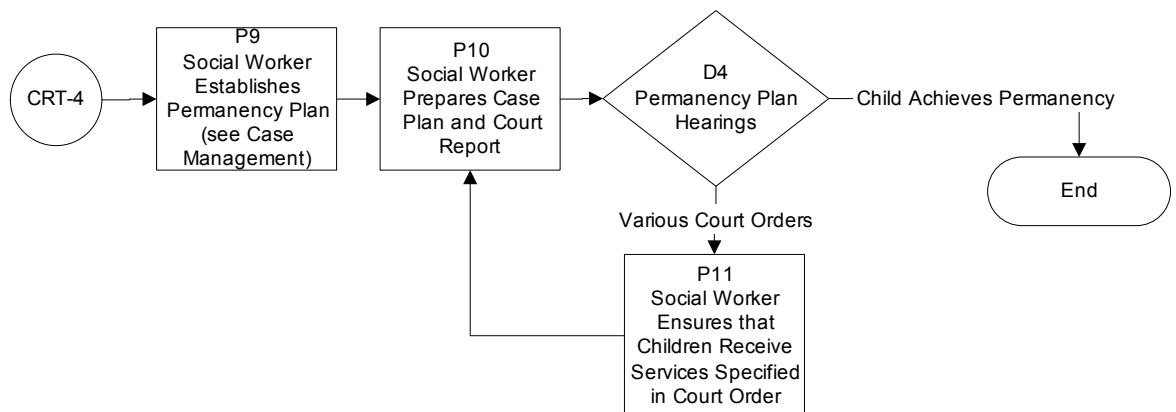 CRT-4
P9
Social Worker
Establishes
Permanency Plan
(see Case
Management)
P10
Social Worker
Prepares Case
Plan and Court
Report
D4
Permanency Plan
Hearings
Child Achieves Permanency
End
Various Court Orders
P11
Social Worker
Ensures that
Children Receive
Services Specified
in Court Order